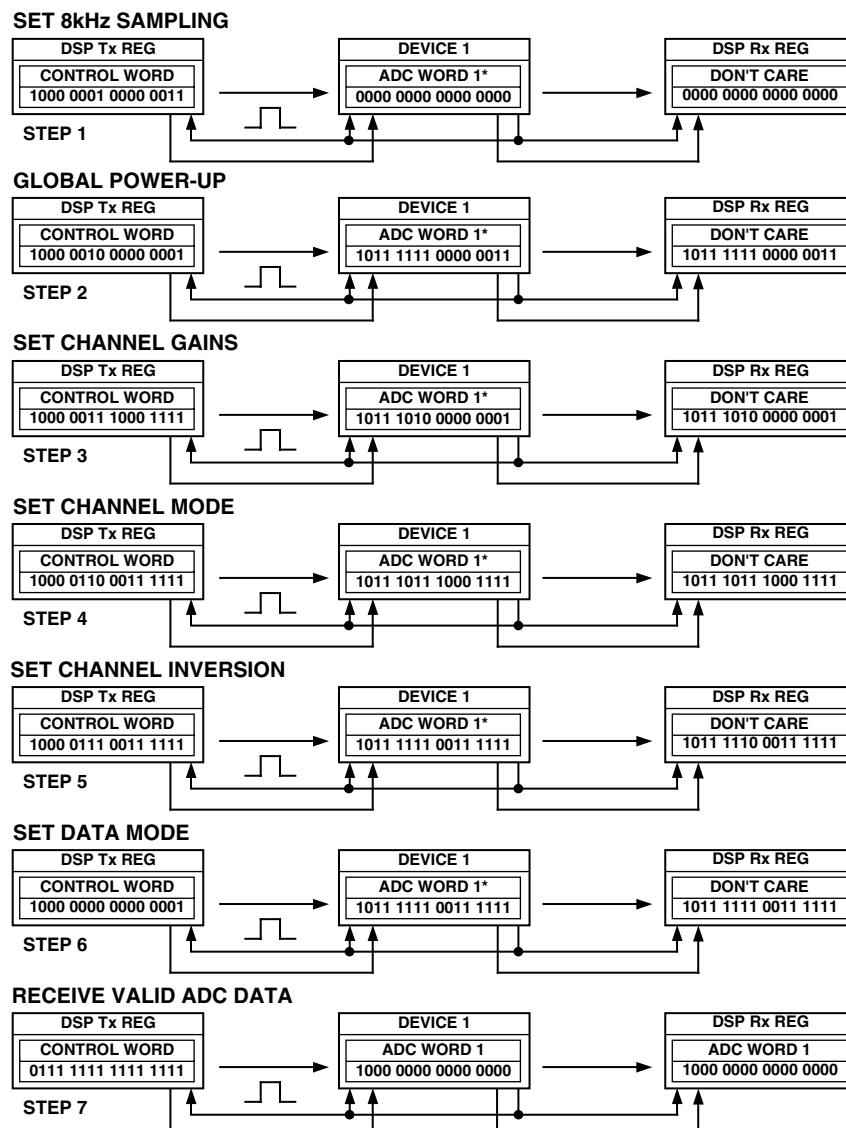 SET 8kHz SAMPLING
DSP Tx REG
DEVICE 1
DSP Rx REG
CONTROL WORD
ADC WORD 1*
DON'T CARE
1000 0001 0000 0011
0000 0000 0000 0000
0000 0000 0000 0000
STEP 1
GLOBAL POWER-UP
DSP Tx REG
DEVICE 1
DSP Rx REG
CONTROL WORD
ADC WORD 1*
DON'T CARE
1000 0010 0000 0001
1011 1111 0000 0011
1011 1111 0000 0011
STEP 2
SET CHANNEL GAINS
DSP Tx REG
DEVICE 1
DSP Rx REG
CONTROL WORD
ADC WORD 1*
DON'T CARE
1000 0011 1000 1111
1011 1010 0000 0001
1011 1010 0000 0001
STEP 3
SET CHANNEL MODE
DSP Tx REG
DEVICE 1
DSP Rx REG
CONTROL WORD
ADC WORD 1*
DON'T CARE
1000 0110 0011 1111
1011 1011 1000 1111
1011 1011 1000 1111
STEP 4
SET CHANNEL INVERSION
DSP Tx REG
DEVICE 1
DSP Rx REG
CONTROL WORD
ADC WORD 1*
DON'T CARE
1000 0111 0011 1111
1011 1111 0011 1111
1011 1110 0011 1111
STEP 5
SET DATA MODE
DSP Tx REG
DEVICE 1
DSP Rx REG
CONTROL WORD
ADC WORD 1*
DON'T CARE
1000 0000 0000 0001
1011 1111 0011 1111
1011 1111 0011 1111
STEP 6
RECEIVE VALID ADC DATA
DSP Tx REG
DEVICE 1
DSP Rx REG
CONTROL WORD
ADC WORD 1
ADC WORD 1
0111 1111 1111 1111
1000 0000 0000 0000
1000 0000 0000 0000
STEP 7